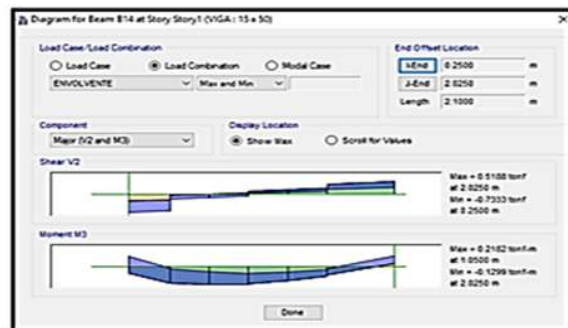 Diagram for Beam B14 at Story Story1 (VIGA : 15 x 50)
Load Case/Load Combination
Load Case
Load Combination
Modal Case
ENVOLVENTE
Max and Min
End Offset Location
I-End 0.2500 m
J-End 2.0250 m
Length 2.1000 m
Component
Major (V2 and M3)
Display Location
Show Max
Scroll for Values
Shear V2
Max = 0.5188 tonf
at 2.0250 m
Min = -0.7333 tonf
at 0.2500 m
Moment M3
Max = 0.2182 tonf-m
at 1.0500 m
Min = -0.1299 tonf-m
at 2.0250 m
Done